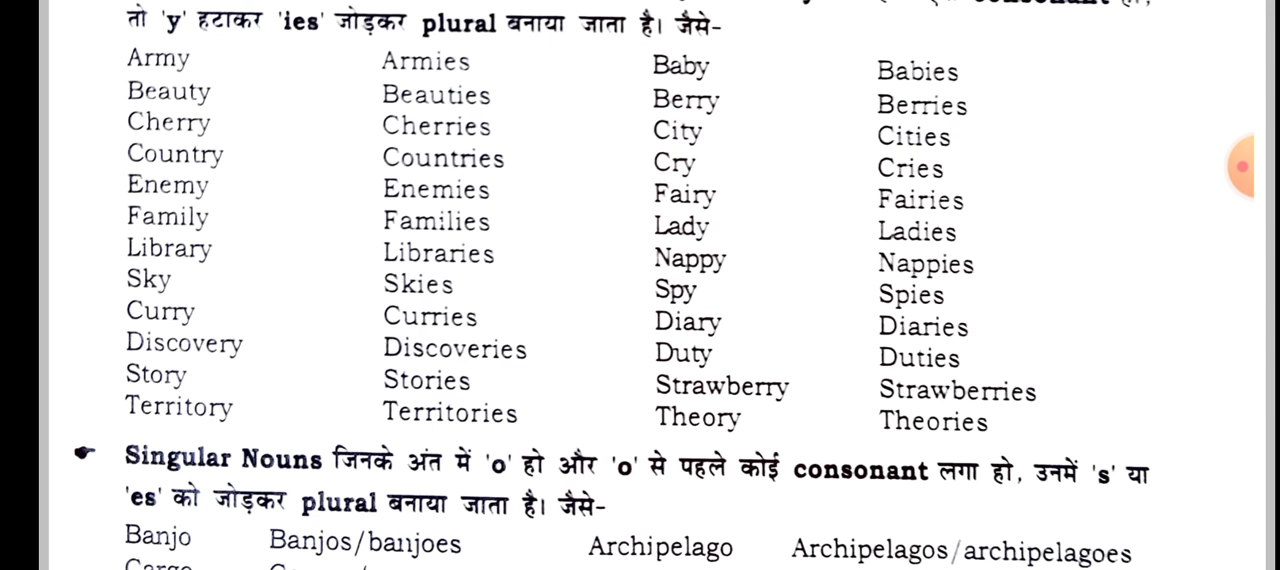 तो 'y' हटाकर 'ies' जोड़कर plural बनाया जाता है। जैसे-
Army Armies Baby Babies
Beauty Beauties Berry Berries
Cherry Cherries City Cities
Country Countries Cry Cries
Enemy Enemies Fairy Fairies
Family Families Lady Ladies
Library Libraries Nappy Nappies
Sky Skies Spy Spies
Curry Curries Diary Diaries
Discovery Discoveries Duty Duties
Story Stories Strawberry Strawberries
Territory Territories Theory Theories
☛ Singular Nouns जिनके अंत में 'o' हो और 'o' से पहले कोई consonant लगा हो, उनमें 's' या
'es' को जोड़कर plural बनाया जाता है। जैसे-
Banjo Banjos/banjoes Archipelago Archipelagos/archipelagoes